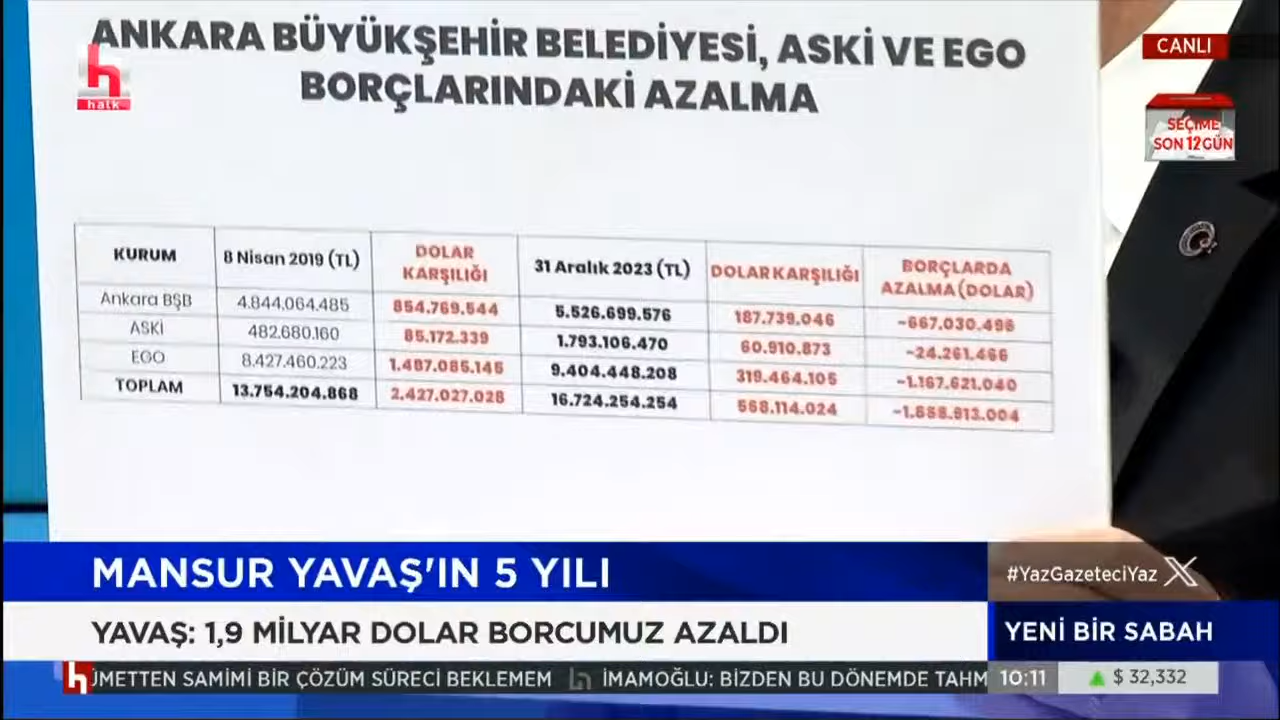 ANKARA BÜYÜKŞEHİR BELEDİYESİ, ASKİ VE EGO
BORÇLARINDAKİ AZALMA
h
halk
CANLI
SEÇİME
SON 12 GÜN
KURUM 8 Nisan 2019 (TL) DOLAR KARŞILIĞI 31 Aralık 2023 (TL) DOLAR KARŞILIĞI BORÇLARDA AZALMA (DOLAR)
Ankara BŞB 4.844.064.485 854.769.544 5.526.699.576 187.739.046 -667.030.498
ASKİ 482.680.160 85.172.339 1.793.106.470 60.910.873 -24.261.466
EGO 8.427.460.223 1.487.085.145 9.404.448.208 319.464.105 -1.167.621.040
TOPLAM 13.754.204.868 2.427.027.028 16.724.254.254 568.114.024 -1.858.913.004
MANSUR YAVAŞ'IN 5 YILI
#YazGazeteciYaz X
YAVAŞ: 1,9 MİLYAR DOLAR BORCUMUZ AZALDI
YENİ BİR SABAH
h ÜMETTEN SAMİMİ BİR ÇÖZÜM SÜRECİ BEKLEMEM h İMAMOĞLU: BİZDEN BU DÖNEMDE TAHM 10:11 $ 32,332